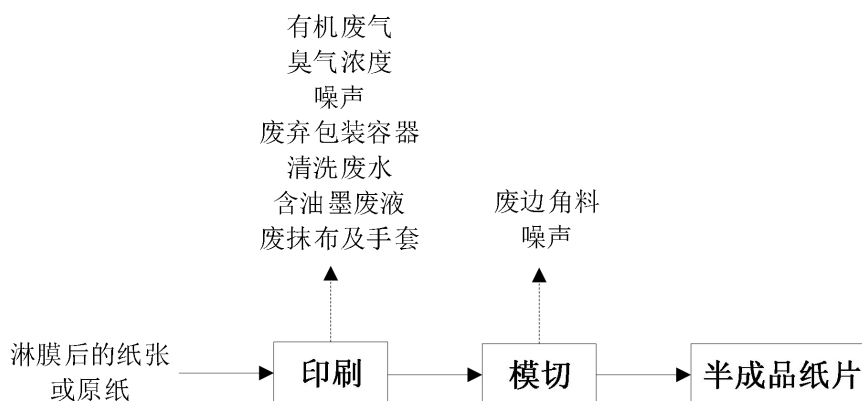 有机废气
臭气浓度
噪声
废弃包装容器
清洗废水
含油墨废液
废抹布及手套
废边角料
噪声
淋膜后的纸张
或原纸
印刷
模切
半成品纸片